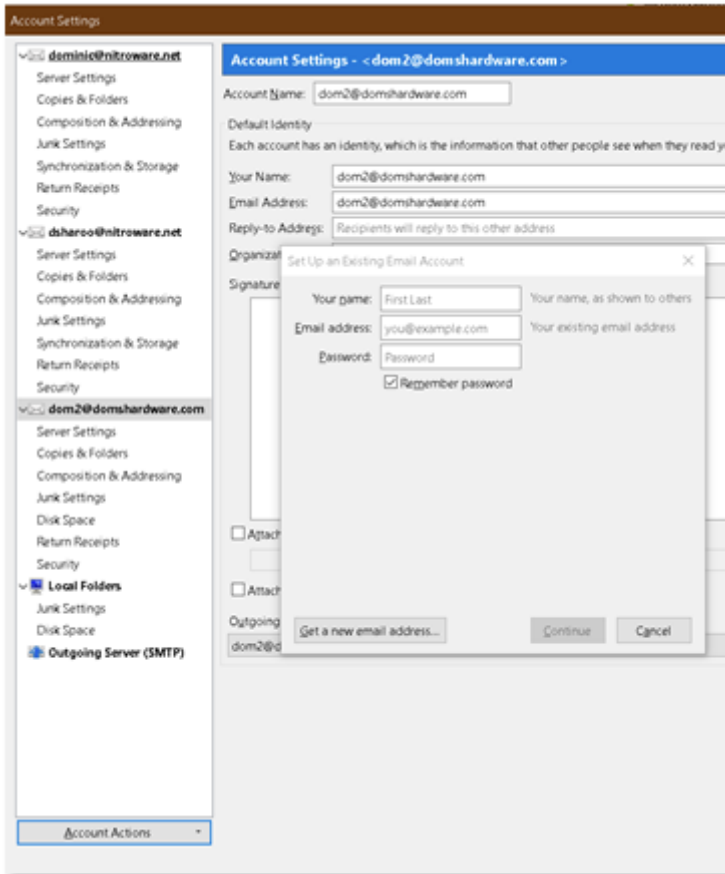 Account Settings
dominic@nitroware.net
Server Settings
Copies & Folders
Composition & Addressing
Junk Settings
Synchronization & Storage
Return Receipts
Security
dsharoo@nitroware.net
Server Settings
Copies & Folders
Composition & Addressing
Junk Settings
Synchronization & Storage
Return Receipts
Security
dom2@domshardware.com
Server Settings
Copies & Folders
Composition & Addressing
Junk Settings
Disk Space
Return Receipts
Security
Local Folders
Junk Settings
Disk Space
Outgoing Server (SMTP)
Account Actions
Account Settings - <dom2@domshardware.com>
Account Name: dom2@domshardware.com
Default Identity
Each account has an identity, which is the information that other people see when they read y
Your Name: dom2@domshardware.com
Email Address: dom2@domshardware.com
Reply-to Address: Recipients will reply to this other address
Organizat
Signature
Attach
Attach
Outgoing
dom2@d
Set Up an Existing Email Account
Your name: First Last Your name, as shown to others
Email address: you@example.com Your existing email address
Password: Password
Remember password
Get a new email address... Continue Cancel